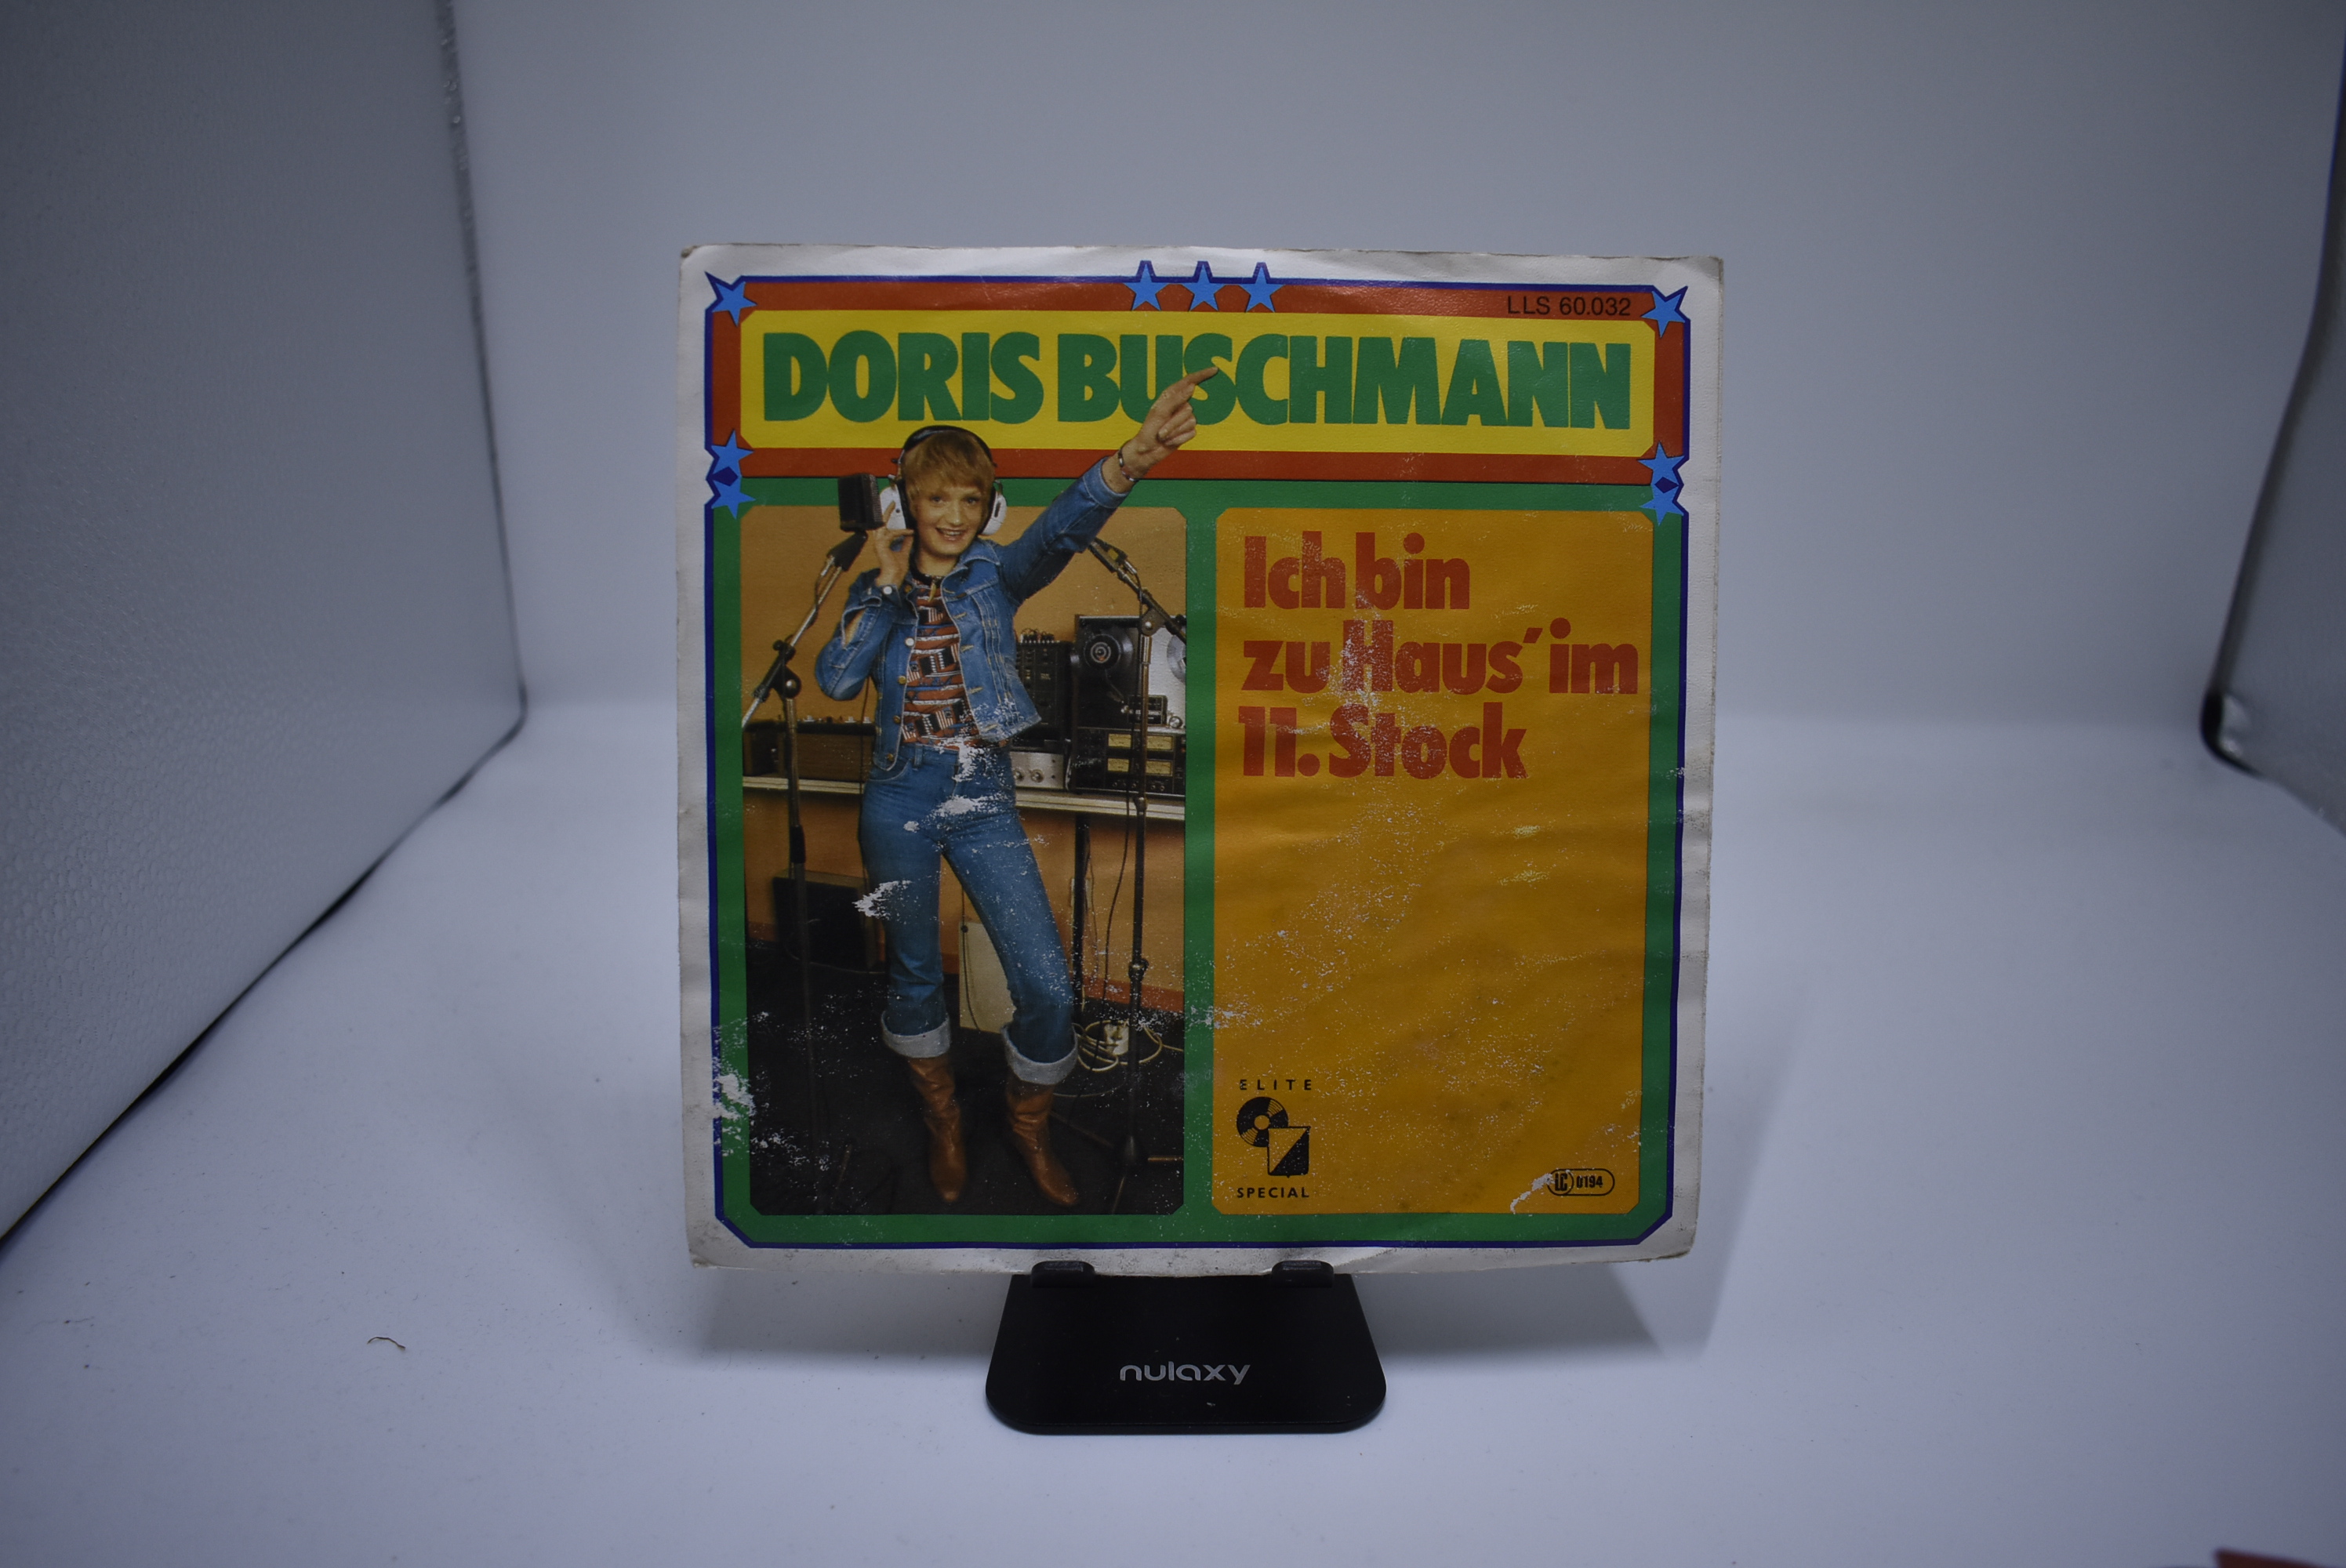 LLS 60.032
DORIS BUSCHMANN
Ich bin
zu Haus' im
11. Stock
ELITE
SPECIAL
LC 0194
nulaxy